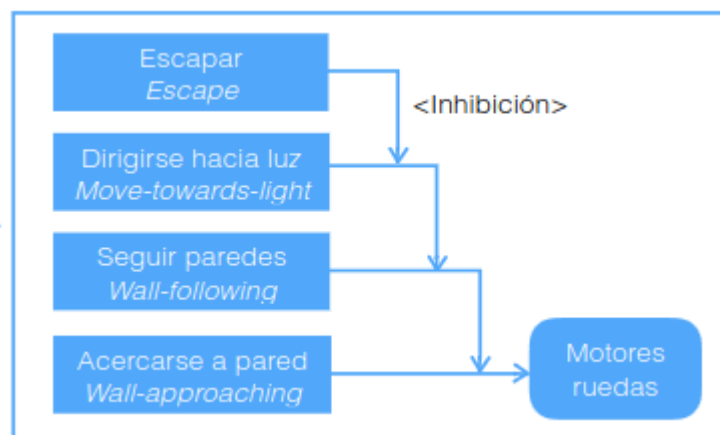 Escapar
Escape
<Inhibición>
Dirigirse hacia luz
Move-towards-light
Seguir paredes
Wall-following
Acercarse a pared
Wall-approaching
Motores
ruedas